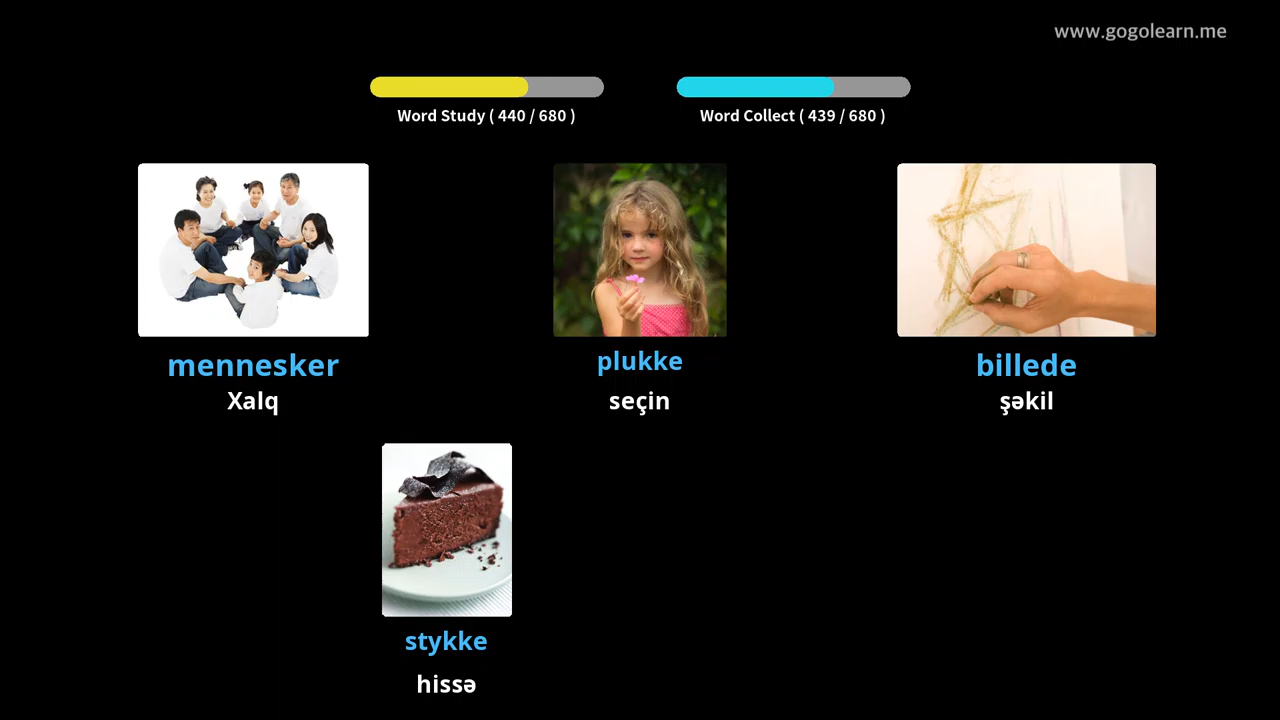 www.gogolearn.me
Word Study ( 440 / 680 )
Word Collect ( 439 / 680 )
mennesker
Xalq
plukke
seçin
billede
şəkil
stykke
hissə